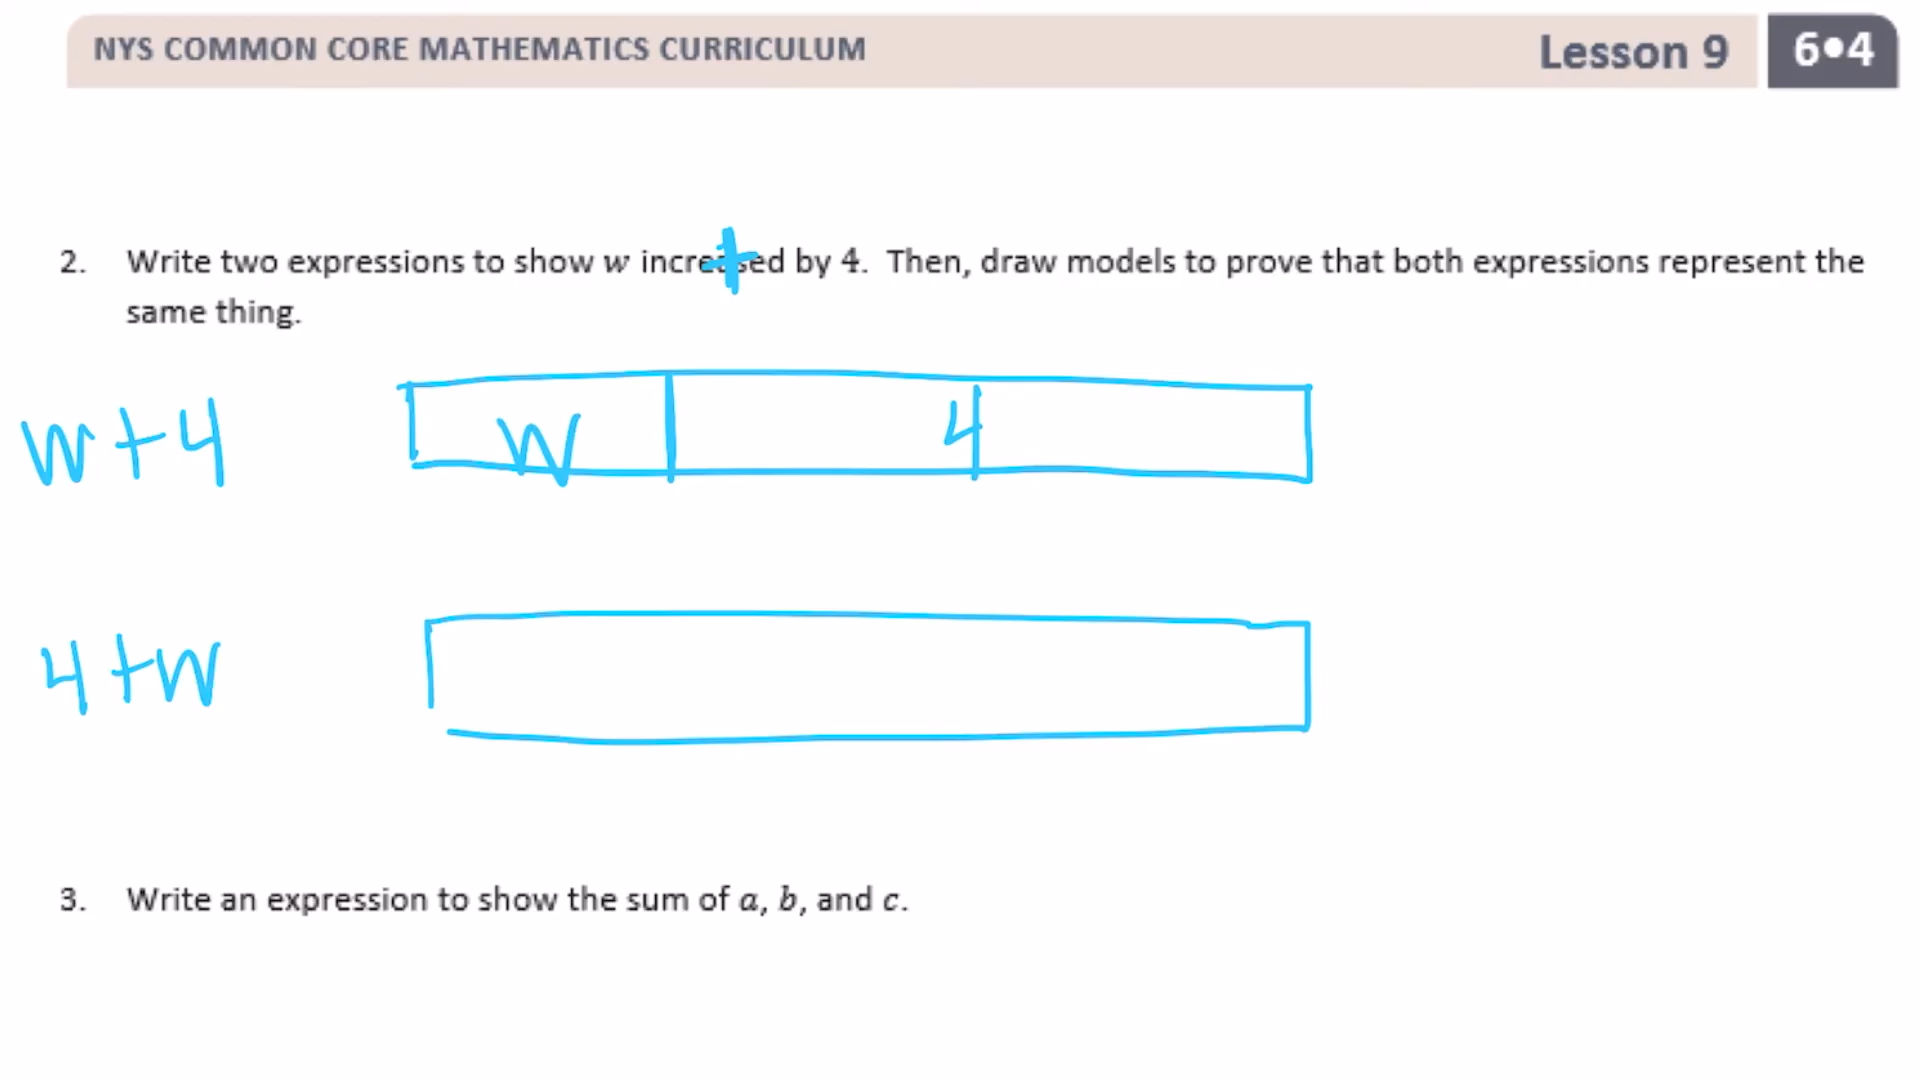 NYS COMMON CORE MATHEMATICS CURRICULUM Lesson 9 6•4
2. Write two expressions to show w increased by 4. Then, draw models to prove that both expressions represent the
same thing.
+
w+4 w 4
4+w
3. Write an expression to show the sum of a, b, and c.